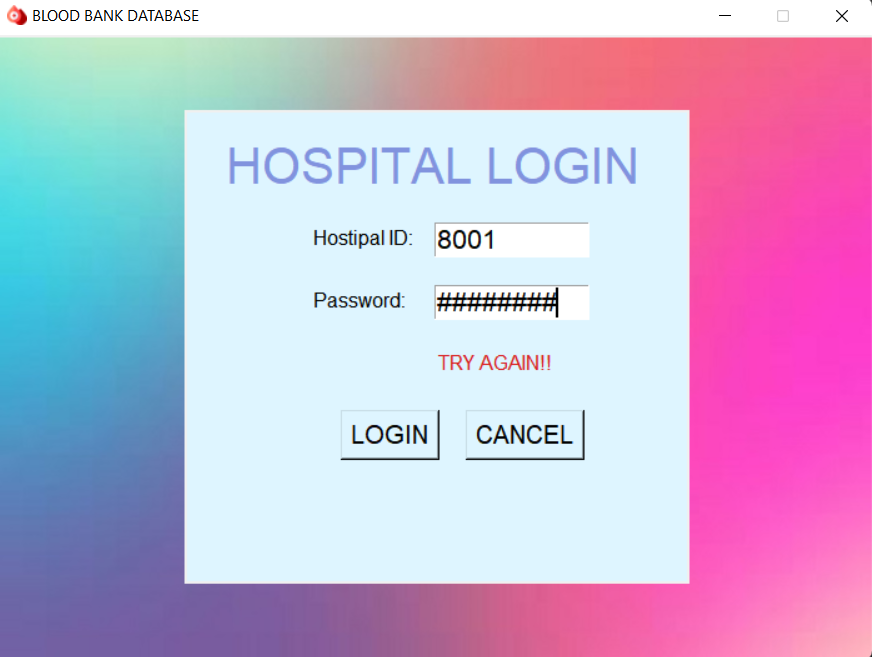 BLOOD BANK DATABASE
HOSPITAL LOGIN
Hostipal ID: 8001
Password: ########
TRY AGAIN!!
LOGIN CANCEL